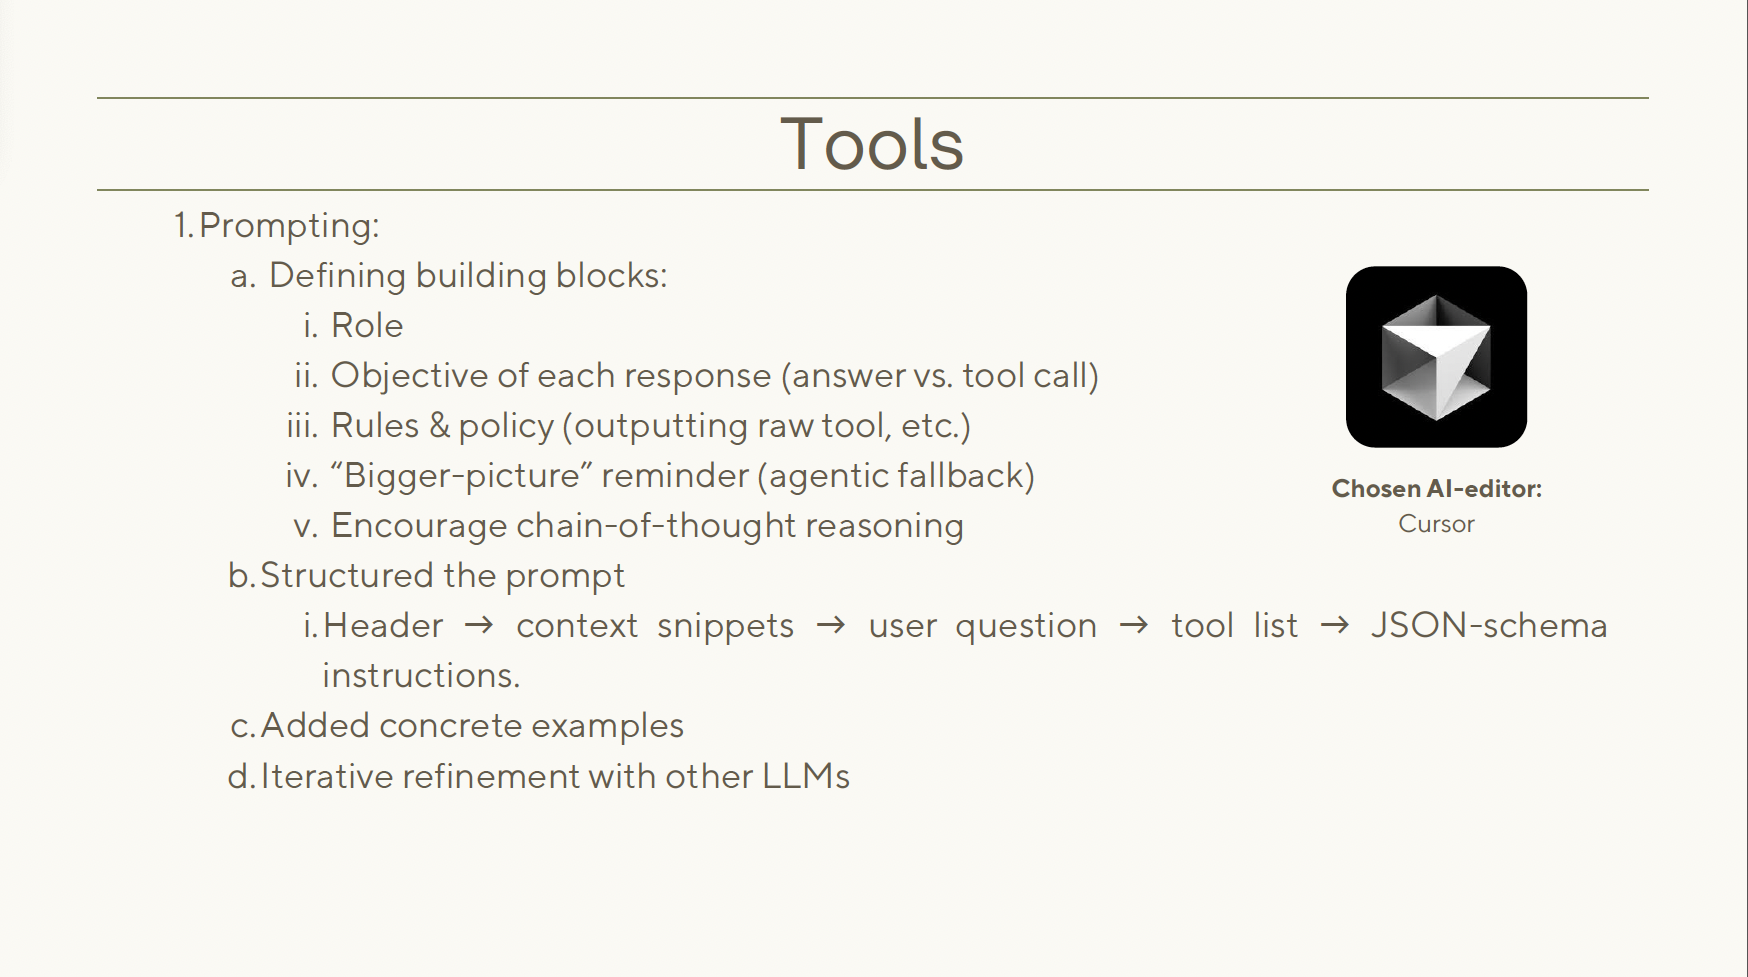 Tools
1. Prompting:
a. Defining building blocks:
i. Role
ii. Objective of each response (answer vs. tool call)
iii. Rules & policy (outputting raw tool, etc.)
iv. “Bigger-picture” reminder (agentic fallback)
v. Encourage chain-of-thought reasoning
b. Structured the prompt
i. Header → context snippets → user question → tool list → JSON-schema
instructions.
c. Added concrete examples
d. Iterative refinement with other LLMs
Chosen AI-editor:
Cursor